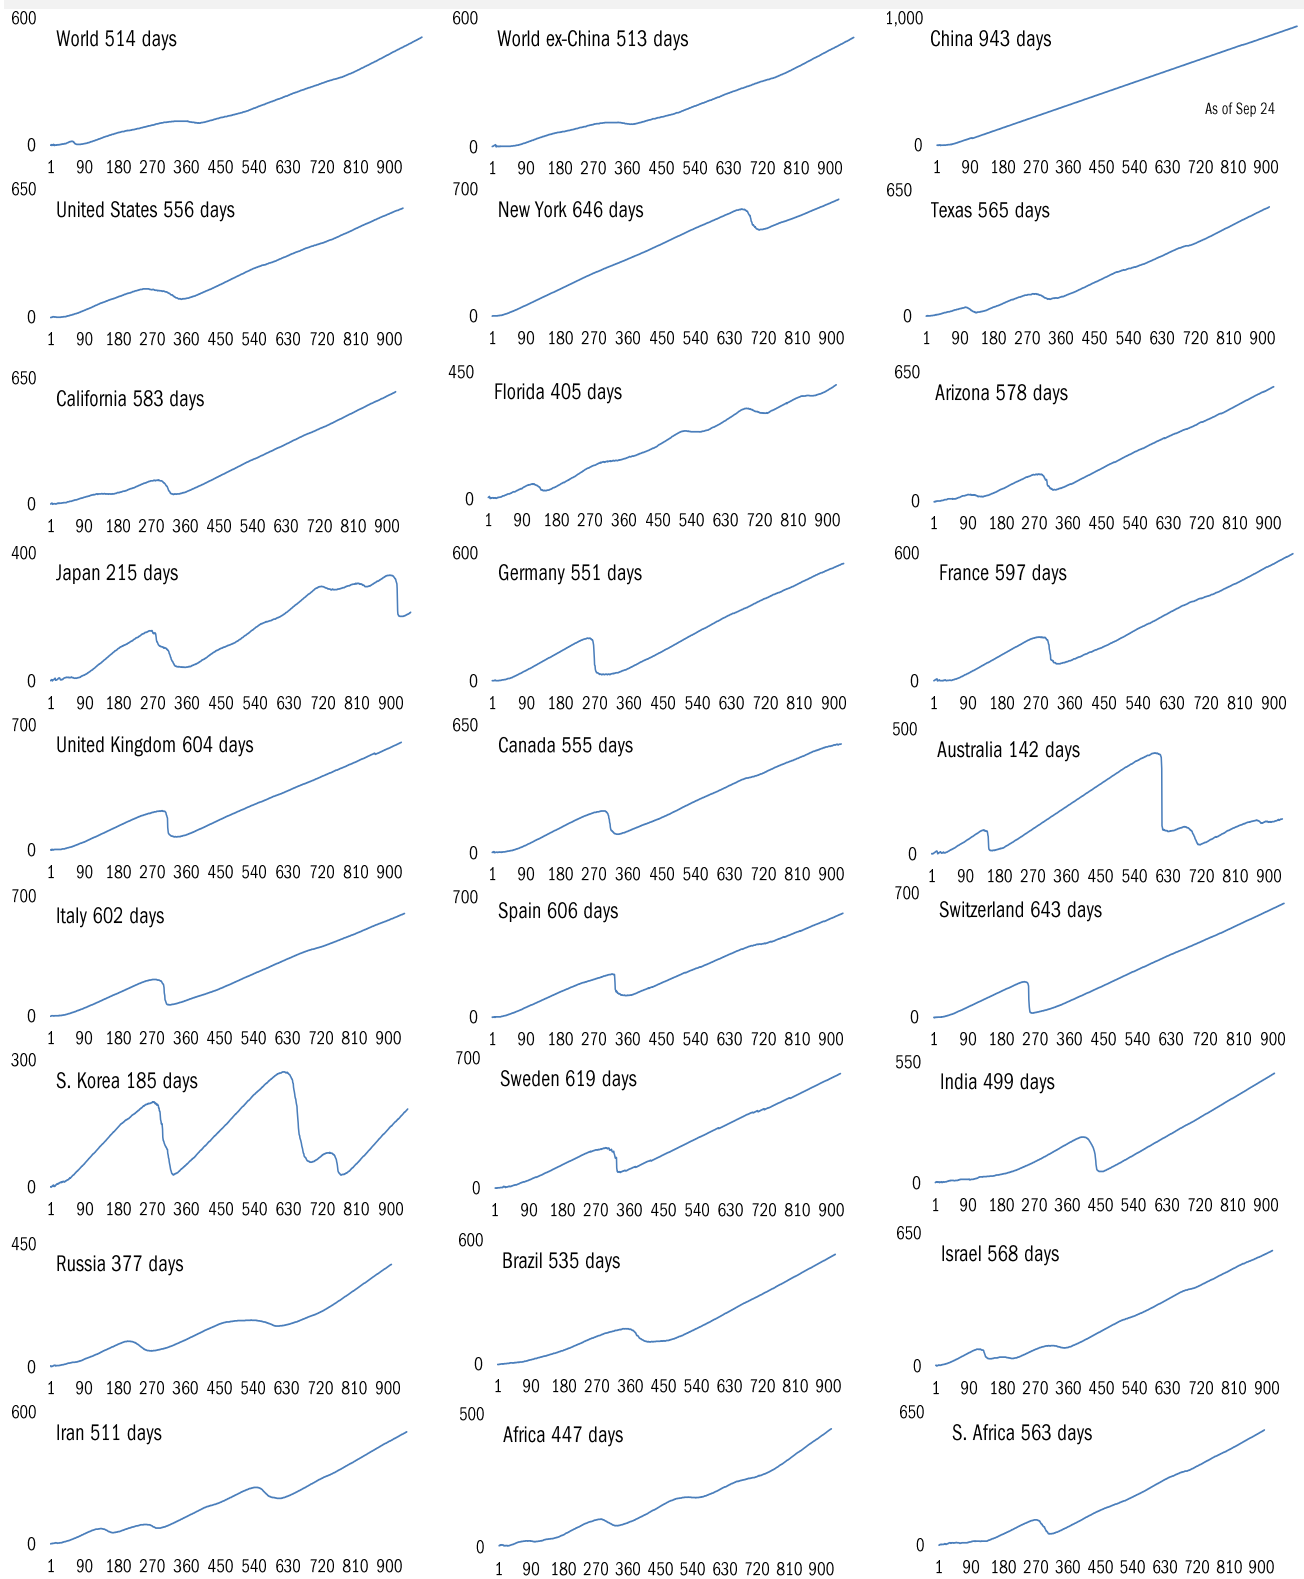 600 600 1,000
World 514 days World ex-China 513 days China 943 days
As of Sep 24
0 0 0
1 90 180 270 360 450 540 630 720 810 900 1 90 180 270 360 450 540 630 720 810 900 1 90 180 270 360 450 540 630 720 810 900
650 700 650
United States 556 days New York 646 days Texas 565 days
0 0 0
1 90 180 270 360 450 540 630 720 810 900 1 90 180 270 360 450 540 630 720 810 900 1 90 180 270 360 450 540 630 720 810 900
650 450 650
California 583 days Florida 405 days Arizona 578 days
0 0 0
1 90 180 270 360 450 540 630 720 810 900 1 90 180 270 360 450 540 630 720 810 900 1 90 180 270 360 450 540 630 720 810 900
400 600 600
Japan 215 days Germany 551 days France 597 days
0 0 0
1 90 180 270 360 450 540 630 720 810 900 1 90 180 270 360 450 540 630 720 810 900 1 90 180 270 360 450 540 630 720 810 900
700 650 500
United Kingdom 604 days Canada 555 days Australia 142 days
0 0 0
1 90 180 270 360 450 540 630 720 810 900 1 90 180 270 360 450 540 630 720 810 900 1 90 180 270 360 450 540 630 720 810 900
700 700 700
Italy 602 days Spain 606 days Switzerland 643 days
0 0 0
1 90 180 270 360 450 540 630 720 810 900 1 90 180 270 360 450 540 630 720 810 900 1 90 180 270 360 450 540 630 720 810 900
300 700 550
S. Korea 185 days Sweden 619 days India 499 days
0 0 0
1 90 180 270 360 450 540 630 720 810 900 1 90 180 270 360 450 540 630 720 810 900 1 90 180 270 360 450 540 630 720 810 900
450 600 650
Russia 377 days Brazil 535 days Israel 568 days
0 0 0
1 90 180 270 360 450 540 630 720 810 900 1 90 180 270 360 450 540 630 720 810 900 1 90 180 270 360 450 540 630 720 810 900
600 500 650
Iran 511 days Africa 447 days S. Africa 563 days
0 0 0
1 90 180 270 360 450 540 630 720 810 900 1 90 180 270 360 450 540 630 720 810 900 1 90 180 270 360 450 540 630 720 810 900